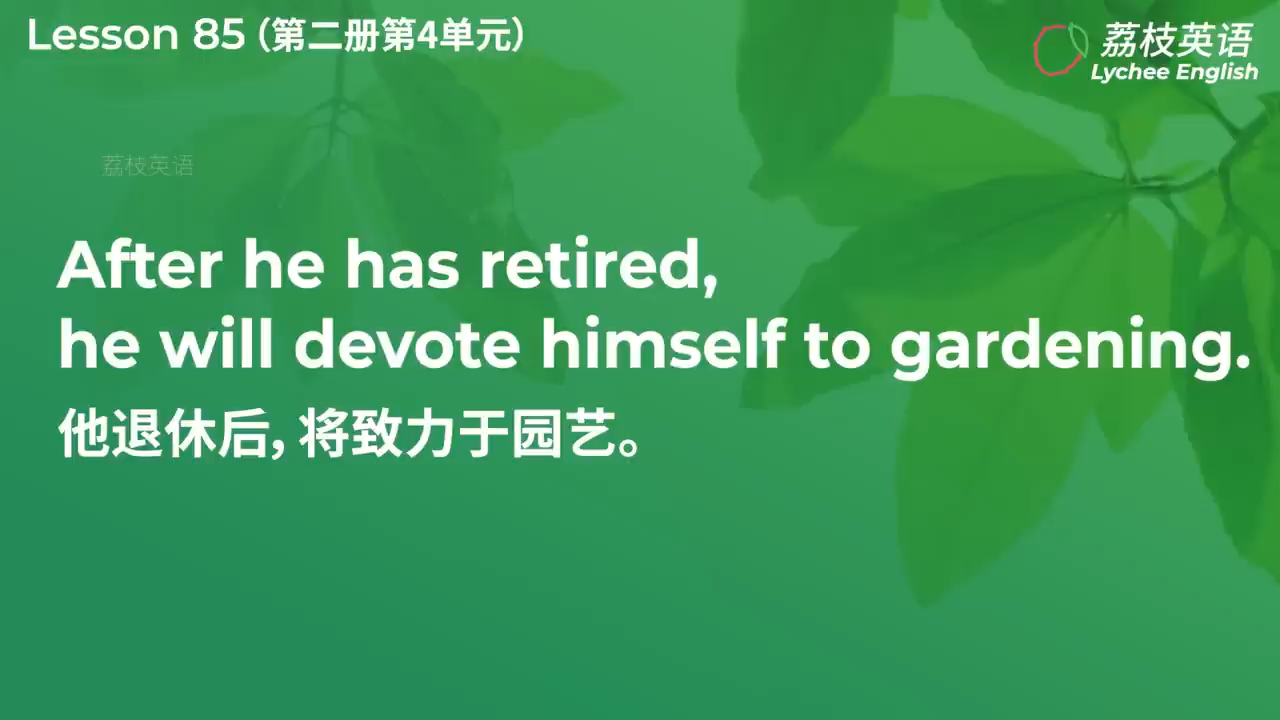 Lesson 85（第二册第4单元）
荔枝英语
Lychee English
荔枝英语
After he has retired,
he will devote himself to gardening.
他退休后, 将致力于园艺。